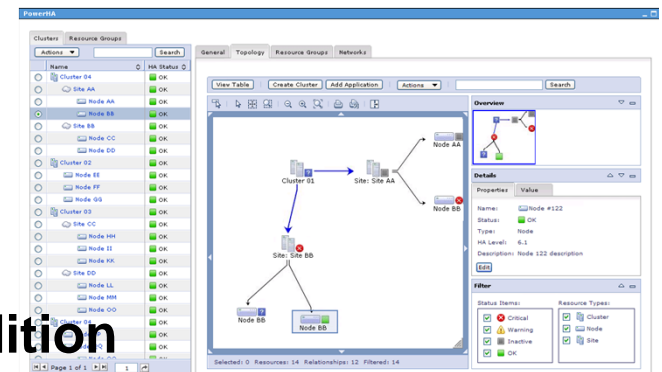 PowerHA
Clusters Resource Groups
Actions Search
Name HA Status
Cluster 04 OK
Site AA OK
Node AA OK
Node BB OK
Site BB OK
Node CC OK
Node DD OK
Cluster 02 OK
Node EE OK
Node FF OK
Node GG OK
Cluster 03 OK
Site CC OK
Node HH OK
Node II OK
Node KK OK
Site DD OK
Node LL OK
Node MM OK
Node OO OK
Cluster 04 OK
OK
OK
Page 1 of 1 1
dition
General Topology Resource Groups Networks
View Table Create Cluster Add Application Actions Search
Node AA
Cluster 01 Site: Site AA
Node BB
Site: Site BB
Node BB
Node BB
Selected: 0 Resources: 14 Relationships: 12 Filtered: 14
Overview
Details
Properties Value
Name: Node #122
Status: OK
Type: Node
HA Level: 6.1
Description: Node 122 description
Edit
Filter
Status Items: Resource Types:
Critical Cluster
Warning Node
Inactive Site
OK